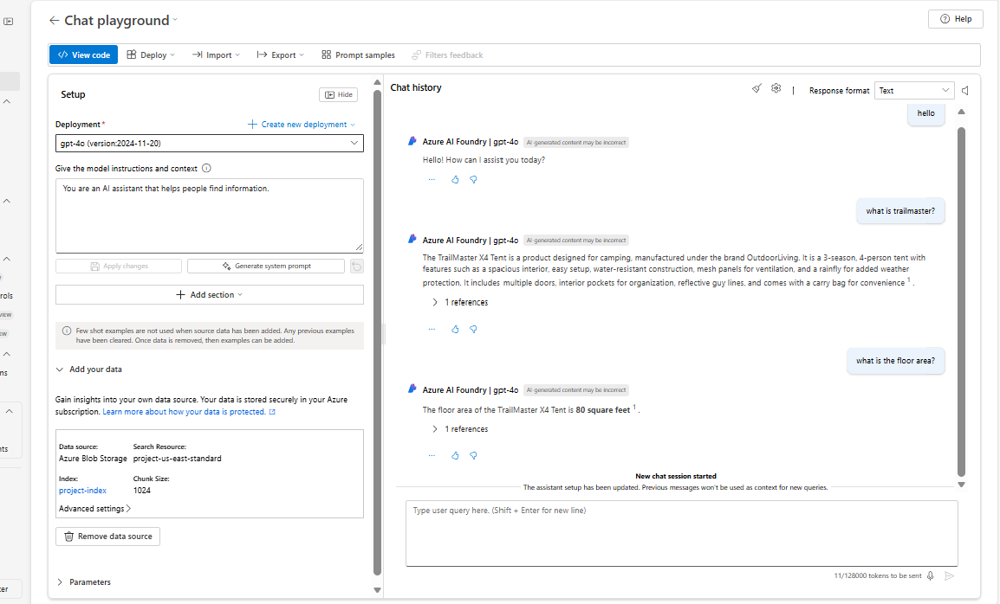 Chat playground
Help
View code
Deploy
Import
Export
Prompt samples
Filters feedback
Setup
Hide
Deployment *
Create new deployment
gpt-4o (version:2024-11-20)
Give the model instructions and context
You are an AI assistant that helps people find information.
Apply changes
Generate system prompt
Add section
Few shot examples are not used when source data has been added. Any previous examples
have been cleared. Once data is removed, then examples can be added.
Add your data
Gain insights into your own data source. Your data is stored securely in your Azure
subscription. Learn more about how your data is protected.
Data source:
Search Resource:
Azure Blob Storage
project-us-east-standard
Index:
Chunk Size:
project-index
1024
Advanced settings
Remove data source
Parameters
Chat history
Response format
Text
hello
Azure AI Foundry | gpt-4o
AI-generated content may be incorrect
Hello! How can I assist you today?
what is trailmaster?
Azure AI Foundry | gpt-4o
AI-generated content may be incorrect
The TrailMaster X4 Tent is a product designed for camping, manufactured under the brand OutdoorLiving. It is a 3-season, 4-person tent with
features such as a spacious interior, easy setup, water-resistant construction, mesh panels for ventilation, and a rainfly for added weather
protection. It includes multiple doors, interior pockets for organization, reflective guy lines, and comes with a carry bag for convenience 1 .
1 references
what is the floor area?
Azure AI Foundry | gpt-4o
AI-generated content may be incorrect
The floor area of the TrailMaster X4 Tent is 80 square feet 1 .
1 references
New chat session started
The assistant setup has been updated. Previous messages won't be used as context for new queries.
Type user query here. (Shift + Enter for new line)
11/128000 tokens to be sent